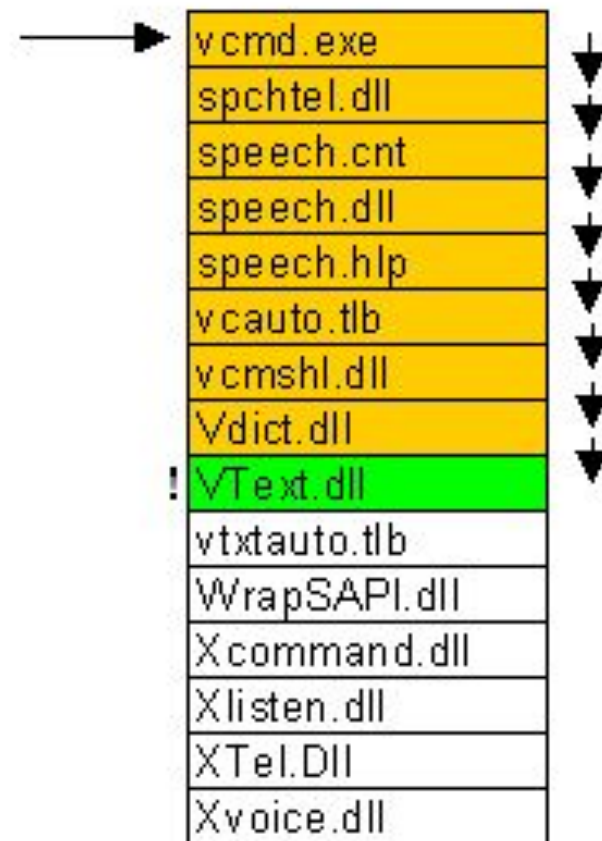 vcmd.exe
spchtel.dll
speech.cnt
speech.dll
speech.hlp
vcauto.tlb
vcmshl.dll
Vdict.dll
! VText.dll
vtxtauto.tlb
WrapSAPI.dll
Xcommand.dll
Xlisten.dll
XTel.Dll
Xvoice.dll